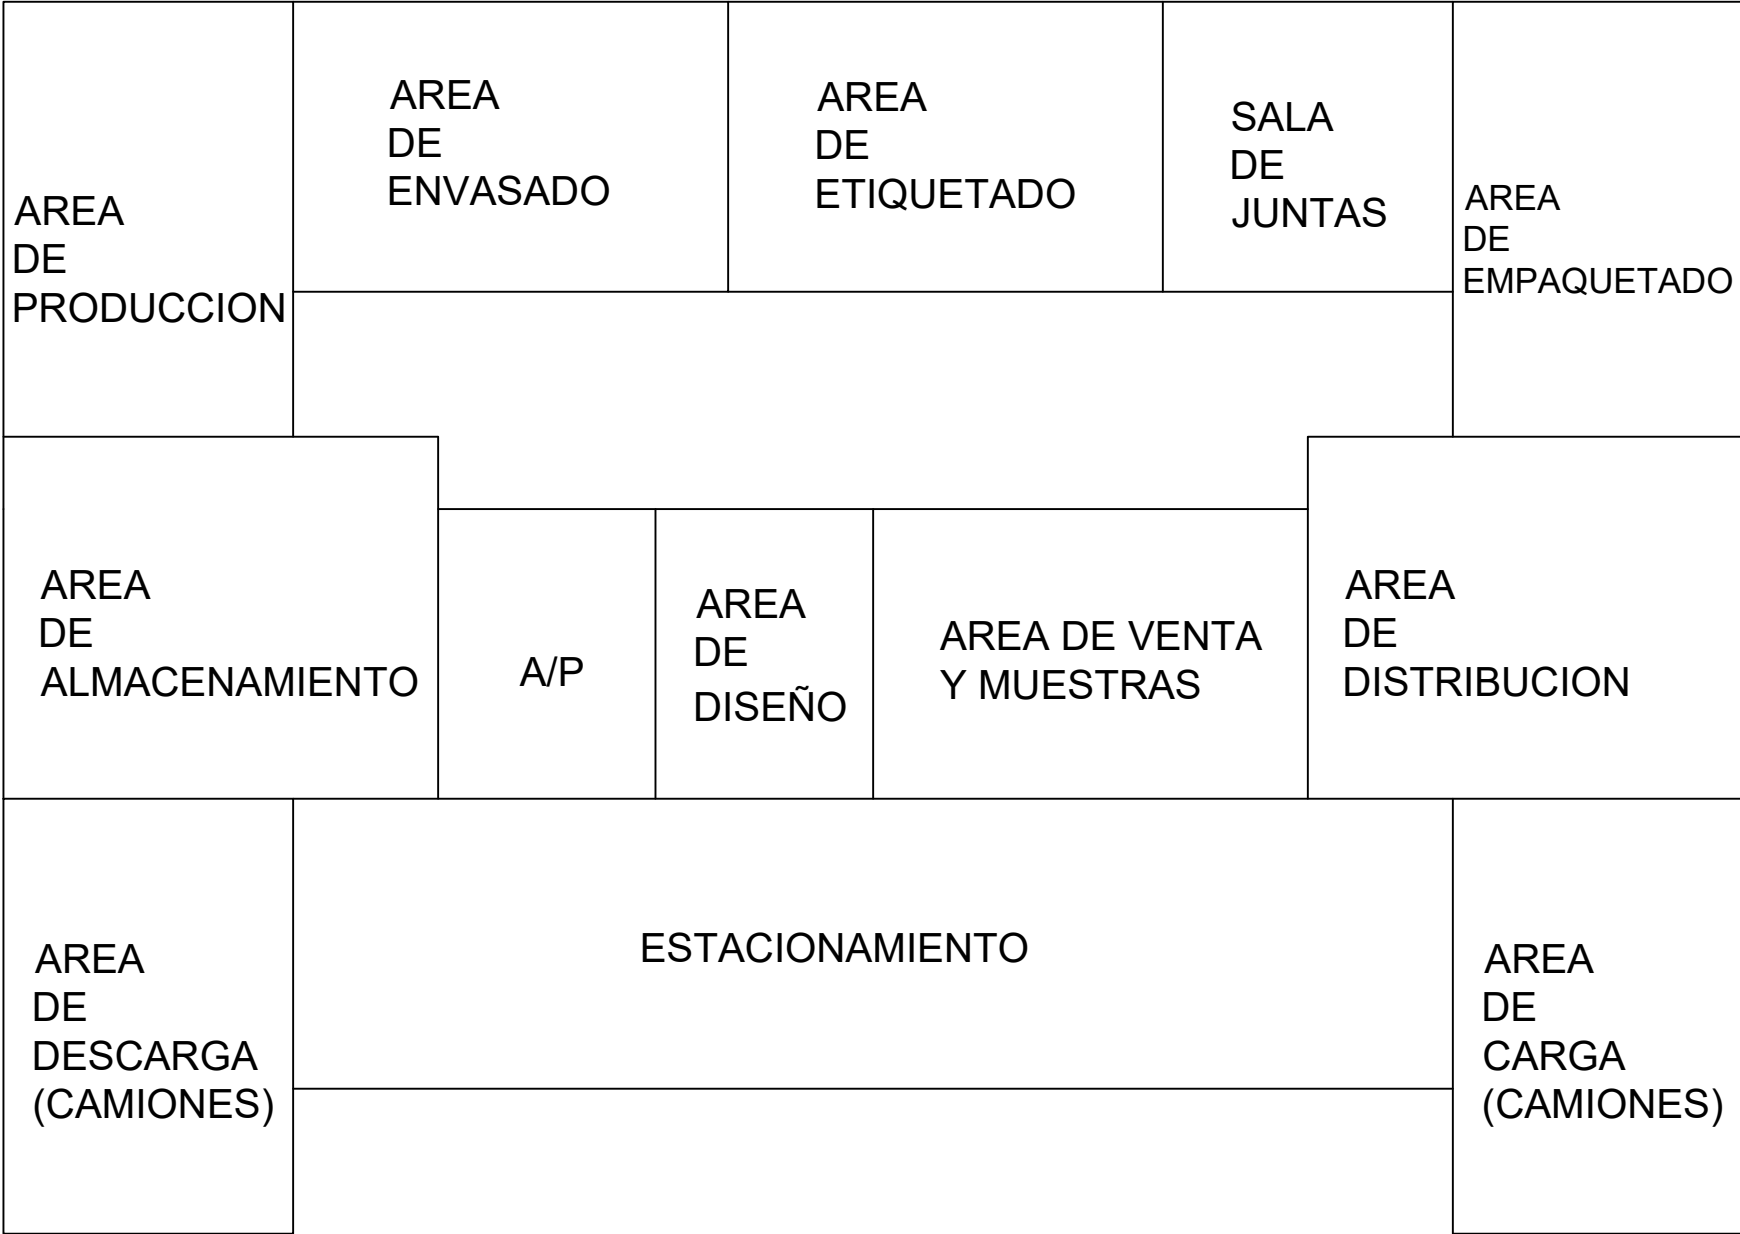 AREA
DE
PRODUCCION
AREA
DE
ENVASADO
AREA
DE
ETIQUETADO
SALA
DE
JUNTAS
AREA
DE
EMPAQUETADO
AREA
DE
ALMACENAMIENTO
A/P
AREA
DE
DISEÑO
AREA DE VENTA
Y MUESTRAS
AREA
DE
DISTRIBUCION
AREA
DE
DESCARGA
(CAMIONES)
ESTACIONAMIENTO
AREA
DE
CARGA
(CAMIONES)